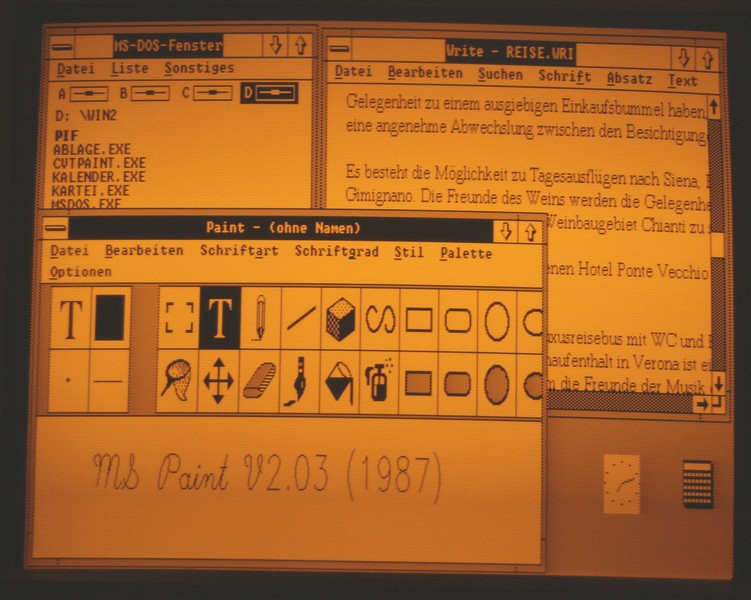 MS-DOS-Fenster
Datei Liste Sonstiges
A B C D
D: \WIN2
PIF
ABLAGE.EXE
CVTPAINT.EXE
KALENDER.EXE
KARTEI.EXE
MSDOS.EXE
Write - REISE.WRI
Datei Bearbeiten Suchen Schrift Absatz Text
Gelegenheit zu einem ausgiebigen Einkaufsbummel haben
eine angenehme Abwechslung zwischen den
Es besteht die Möglichkeit zu Tagesausflügen nach Siena,
Gimignano. Die Freunde des Weins werden die
Weinbaugebiet Chianti zu
Hotel Ponte Vecchio
mit WC und
in Verona ist
die Freunde der Musik
Paint - (ohne Namen)
Datei Bearbeiten Schriftart Schriftgrad Stil Palette
Optionen
T T
MS Paint V2.03 (1987)